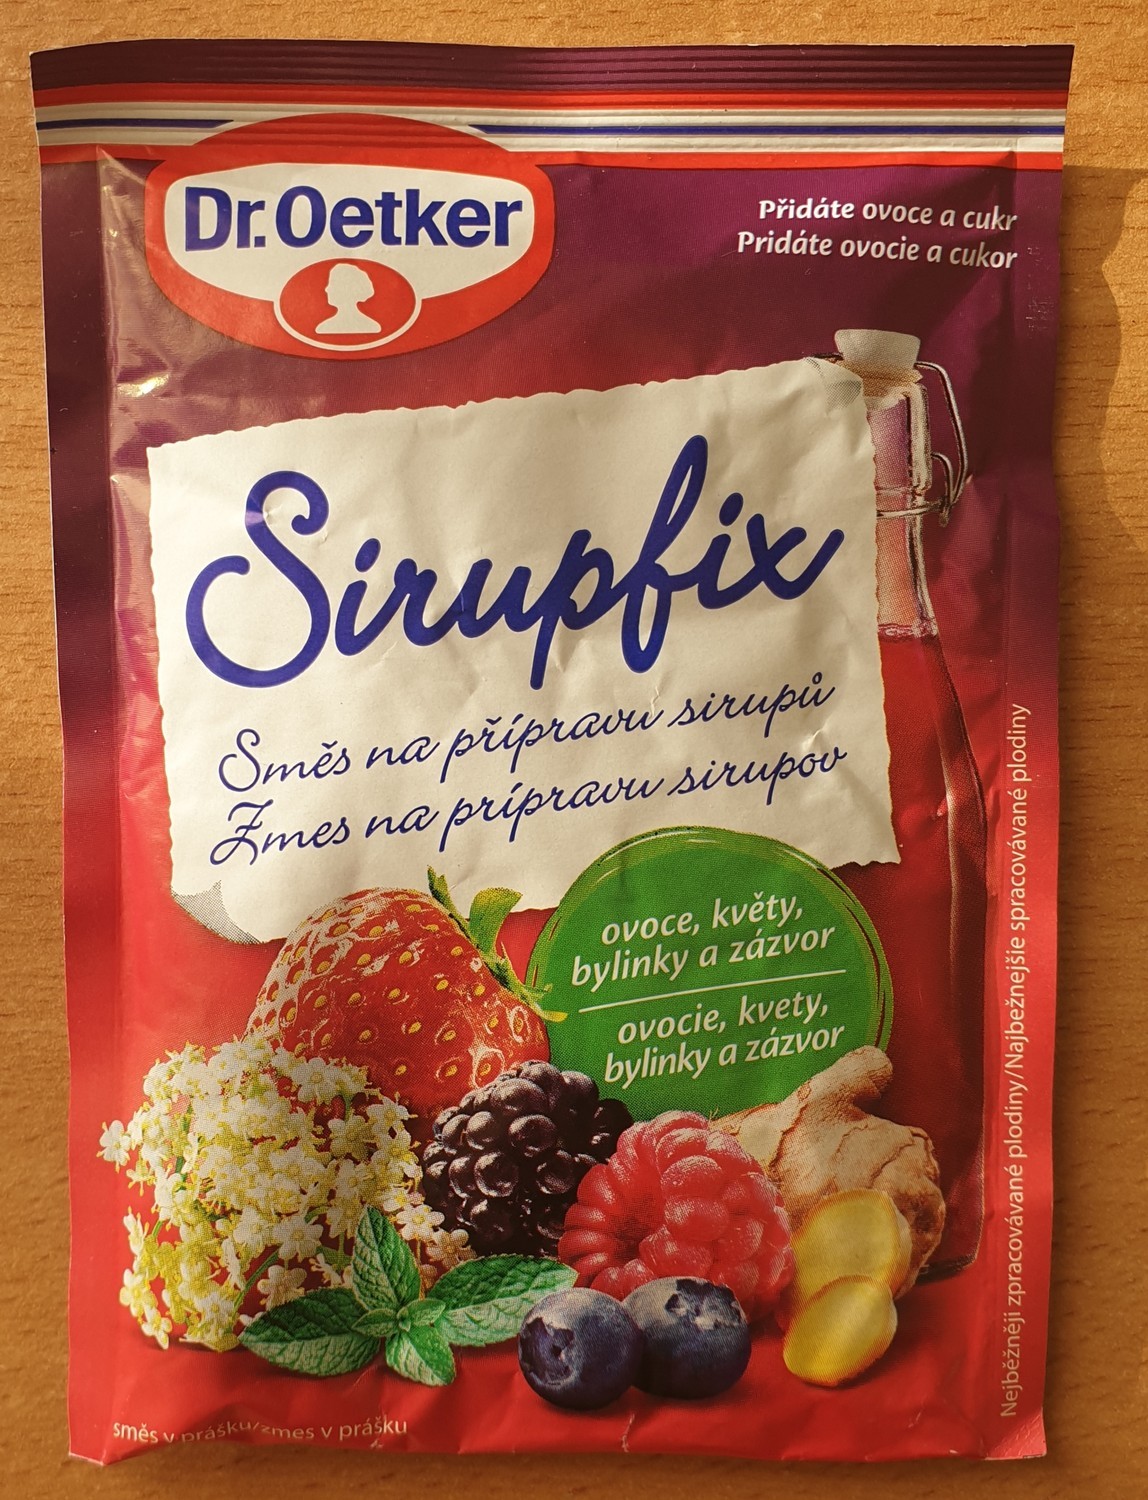 Dr. Oetker
Přidáte ovoce a cukr
Pridáte ovocie a cukor
Sirupfix
Směs na přípravu sirupů
Zmes na prípravu sirupov
ovoce, květy,
bylinky a zázvor
ovocie, kvety,
bylinky a zázvor
Nejběžněji zpracovávané plodiny/Najbežnejšie spracovávané plodiny
směs v prášku/zmes v prášku